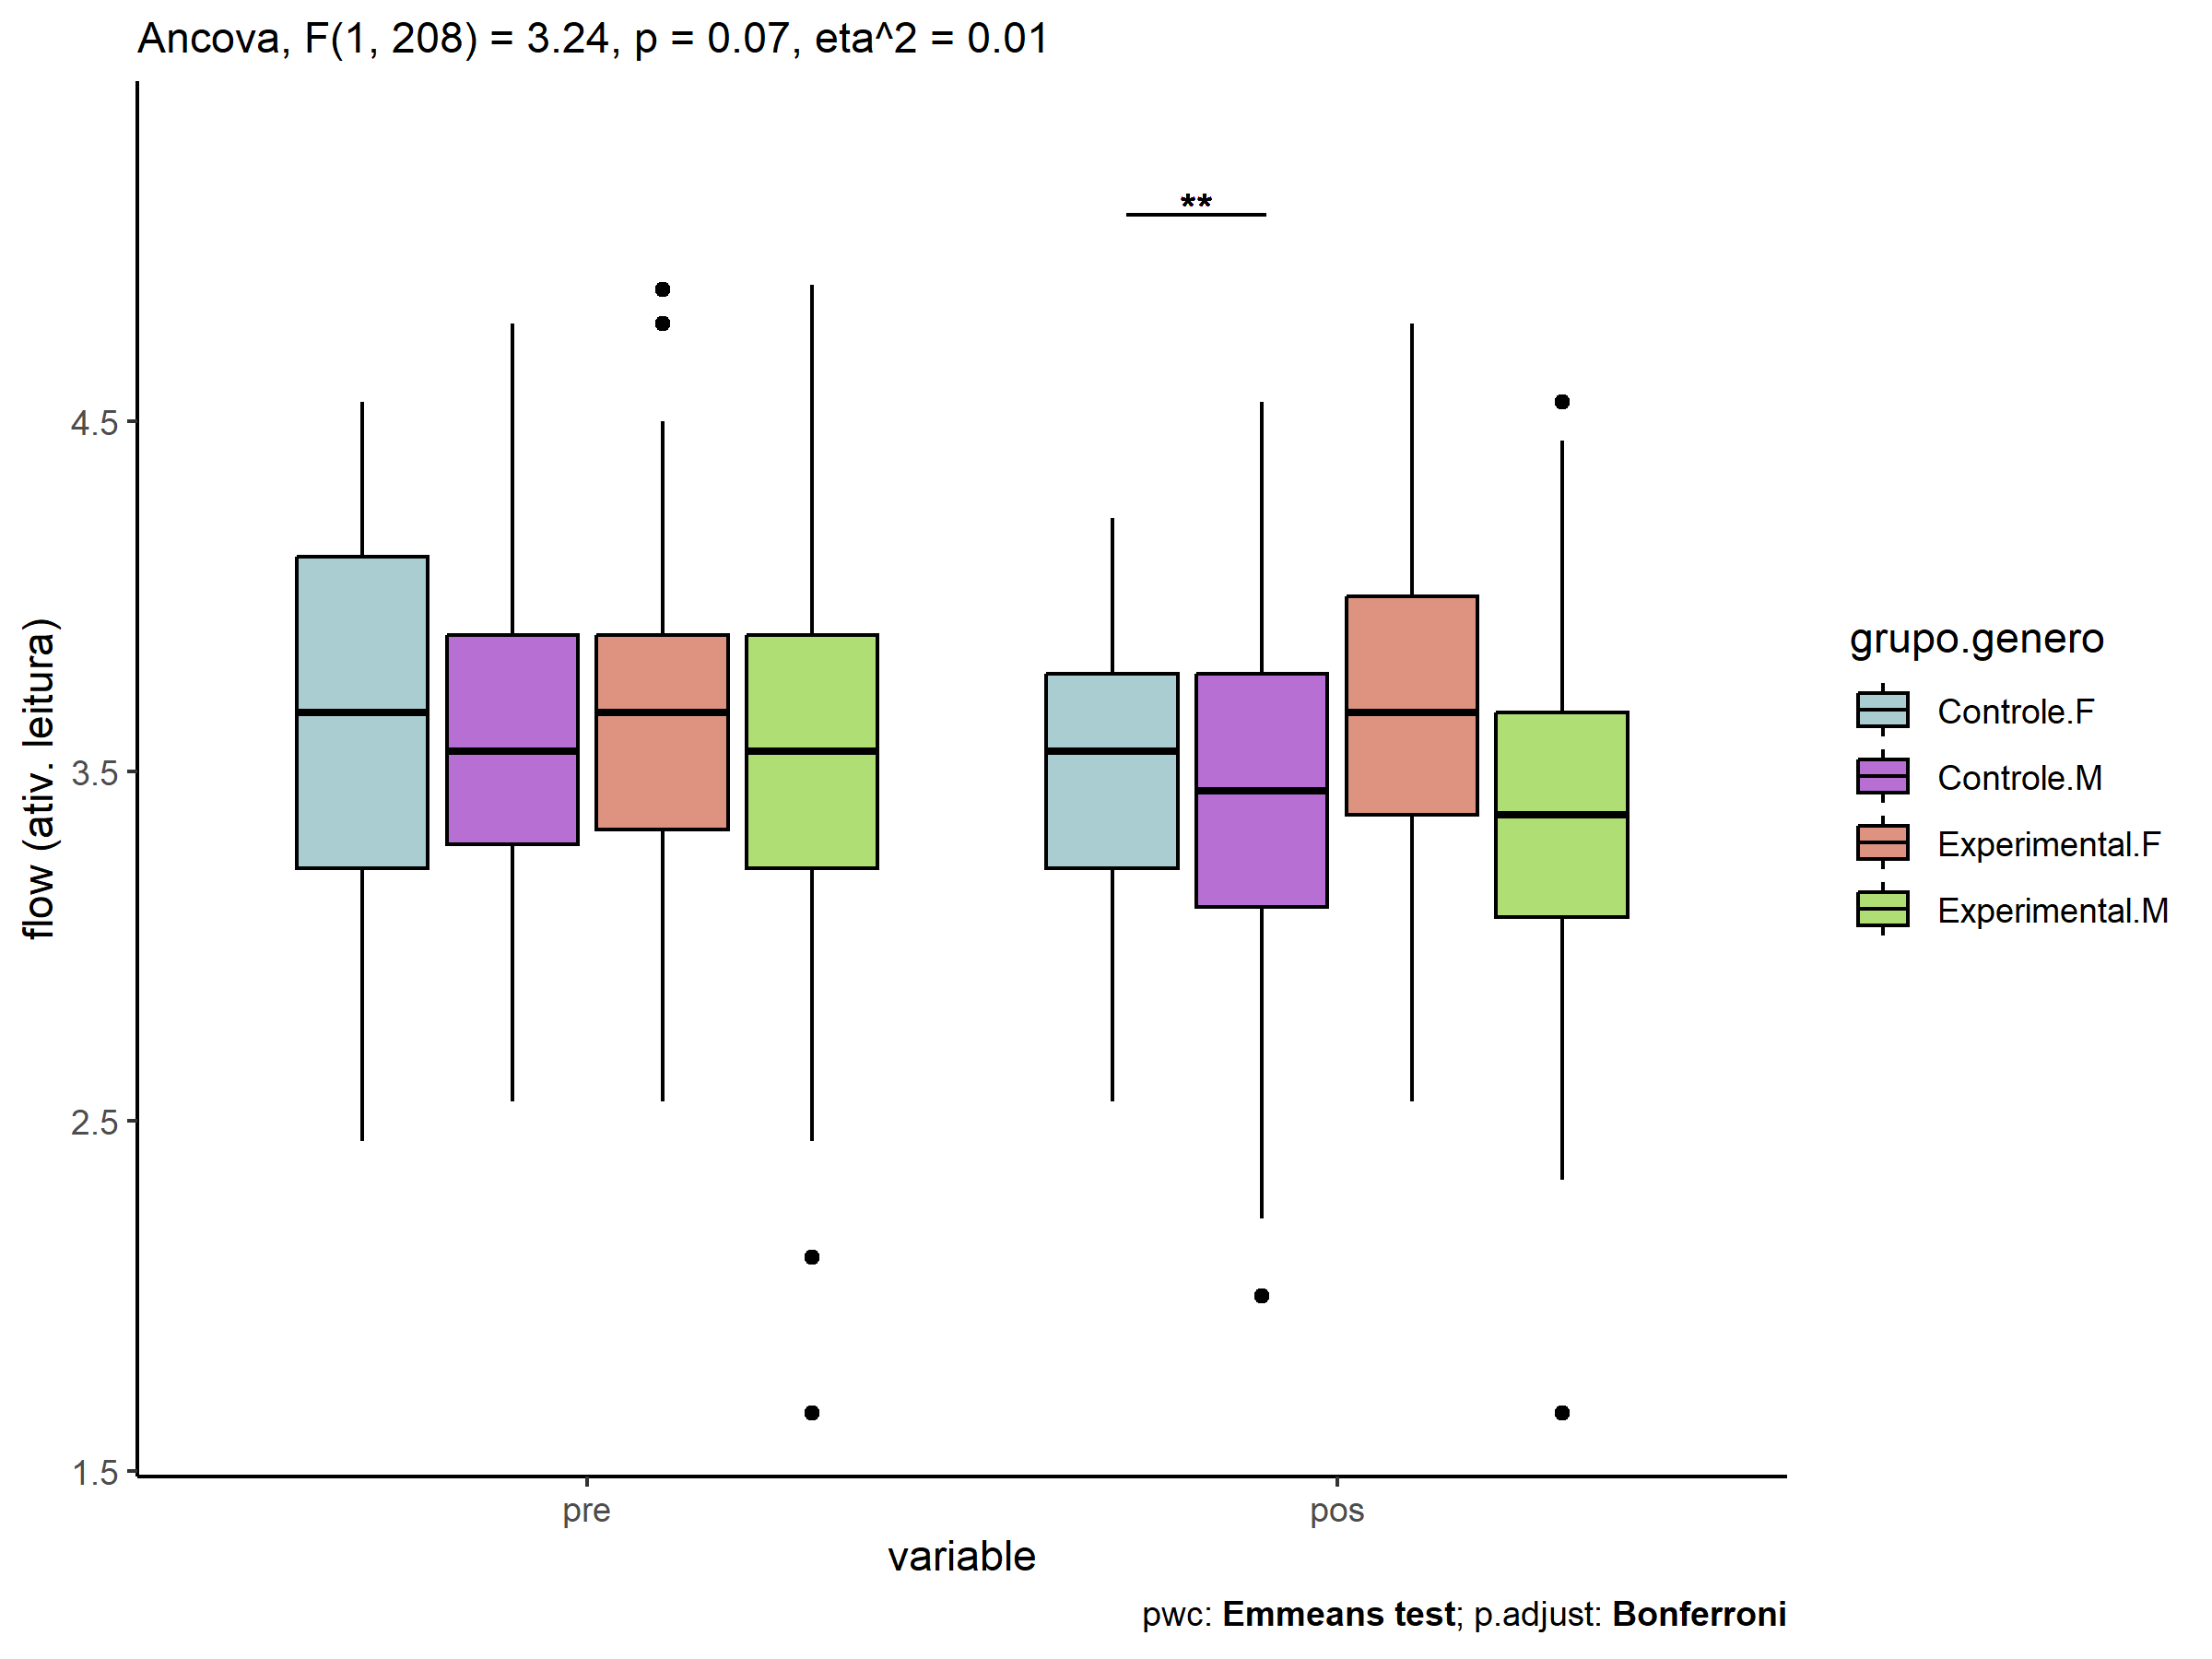 Ancova, F(1, 208) = 3.24, p = 0.07, eta^2 = 0.01
**
4.5
3.5
2.5
1.5
flow (ativ. leitura)
pre
pos
variable
grupo.genero
Controle.F
Controle.M
Experimental.F
Experimental.M
pwc: Emmeans test; p.adjust: Bonferroni